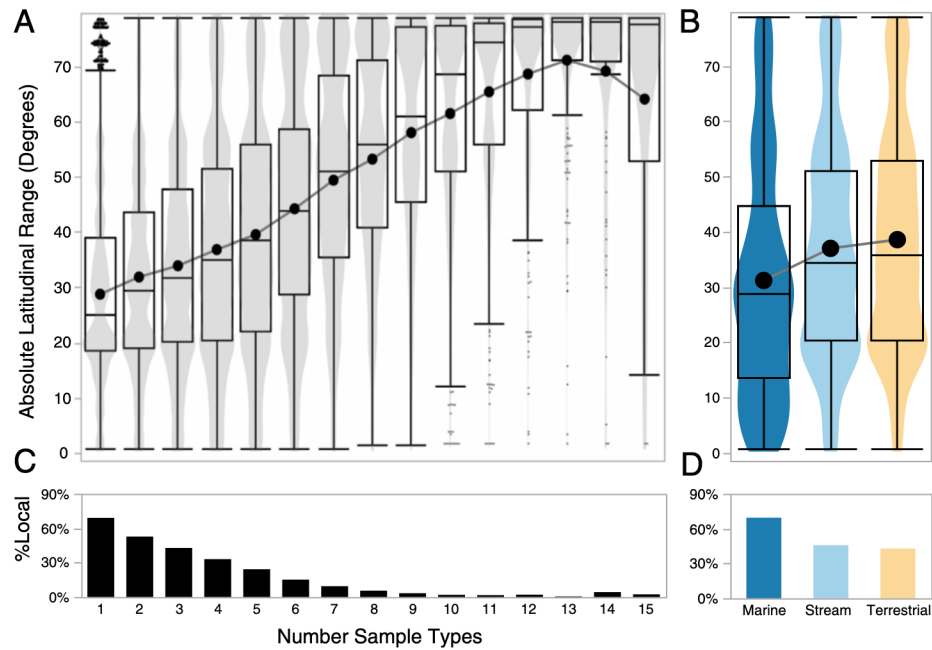 A
B
Absolute Latitudinal Range (Degrees)
70
60
50
40
30
20
10
0
70
60
50
40
30
20
10
0
C
D
%Local
90%
60%
30%
0%
1 2 3 4 5 6 7 8 9 10 11 12 13 14 15
Number Sample Types
90%
60%
30%
0%
Marine Stream Terrestrial